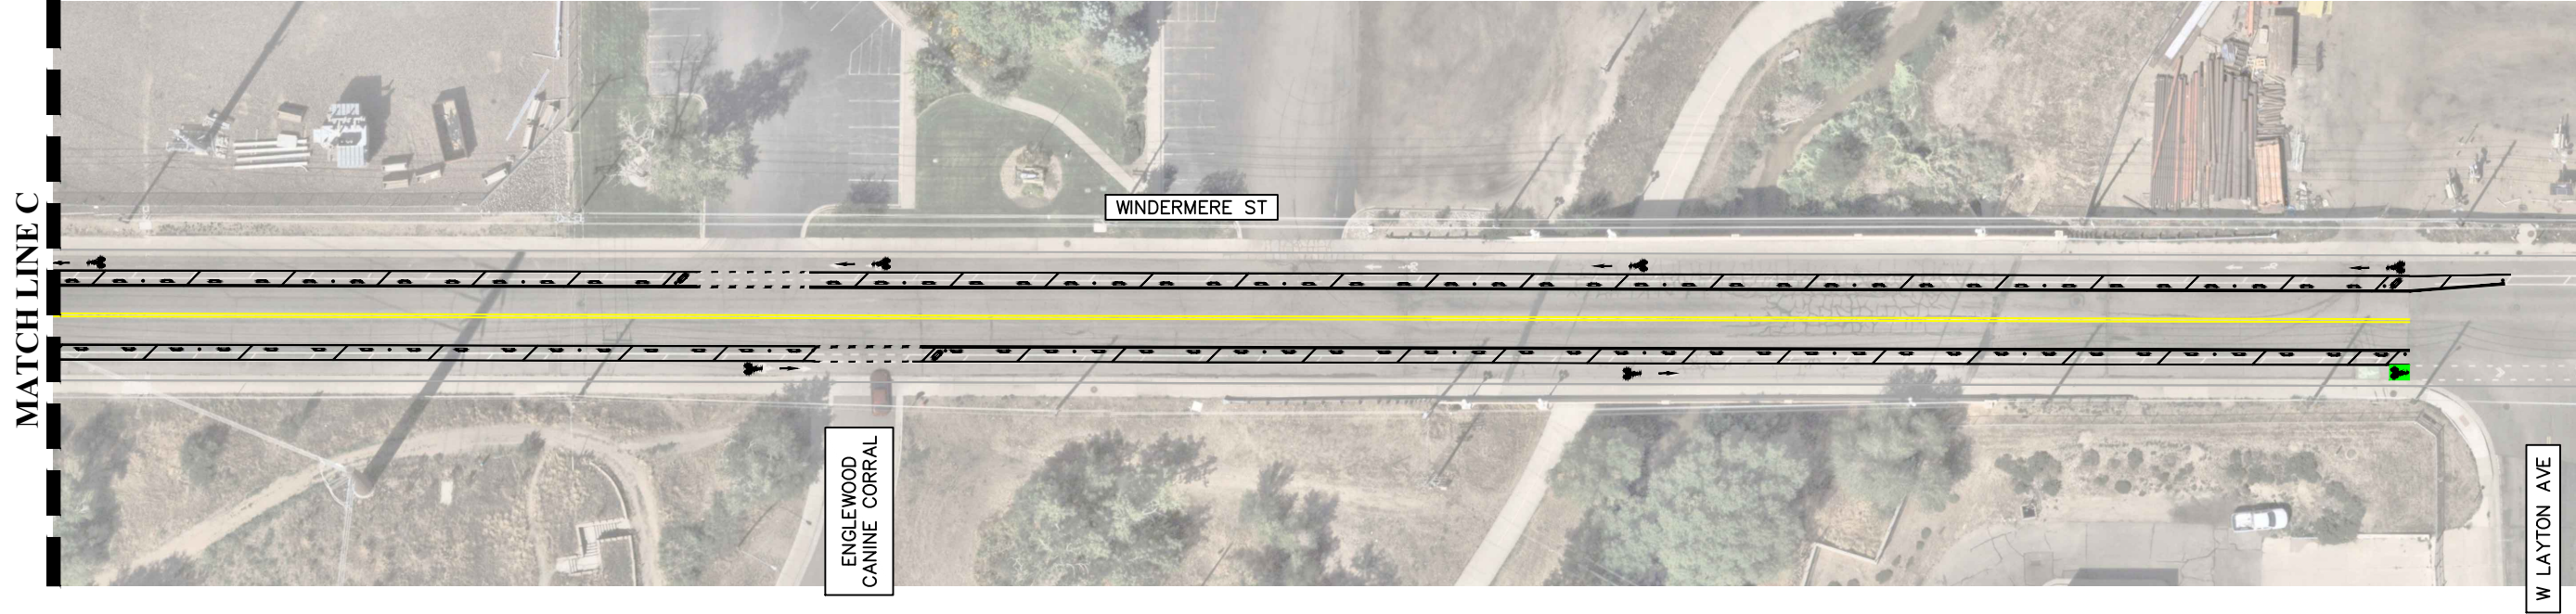 MATCH LINE C
WINDERMERE ST
ENGLEWOOD
CANINE CORRAL
W LAYTON AVE